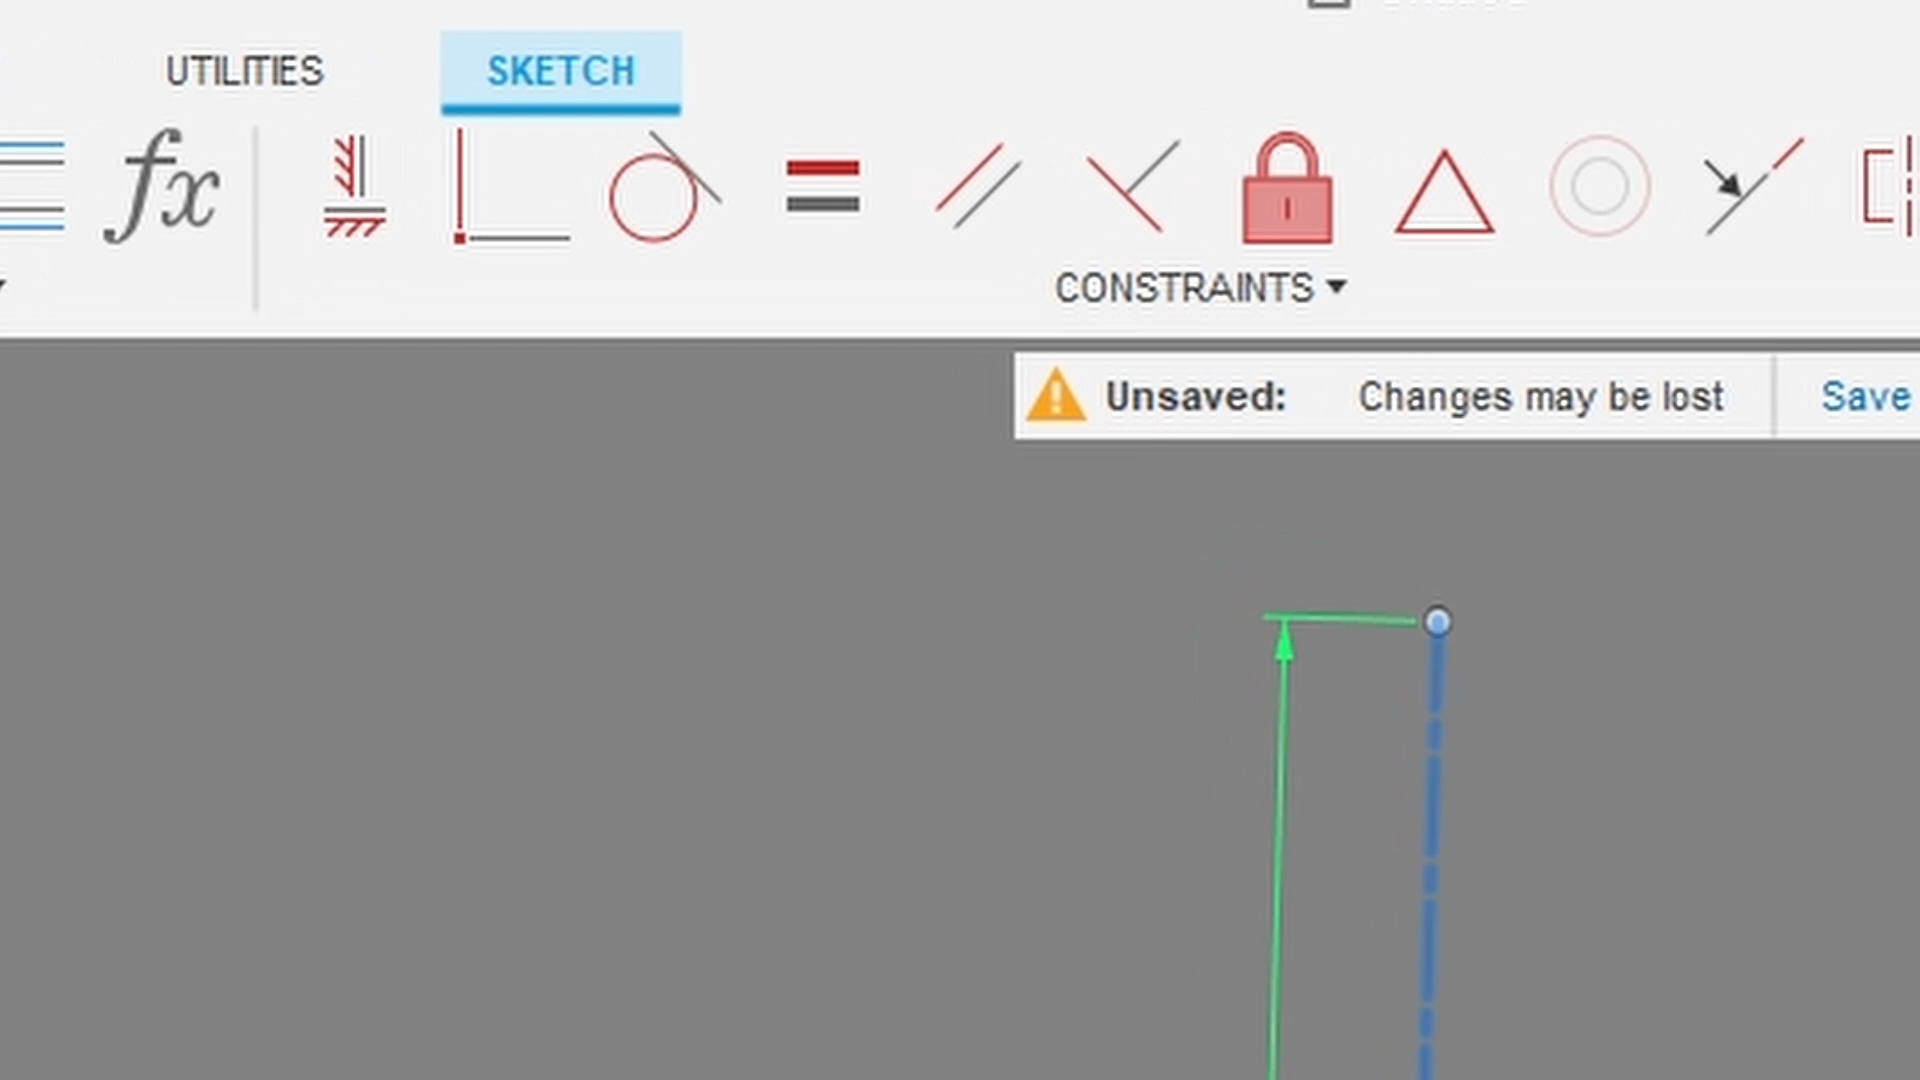 UTILITIES
SKETCH
fx
CONSTRAINTS
Unsaved: Changes may be lost Save